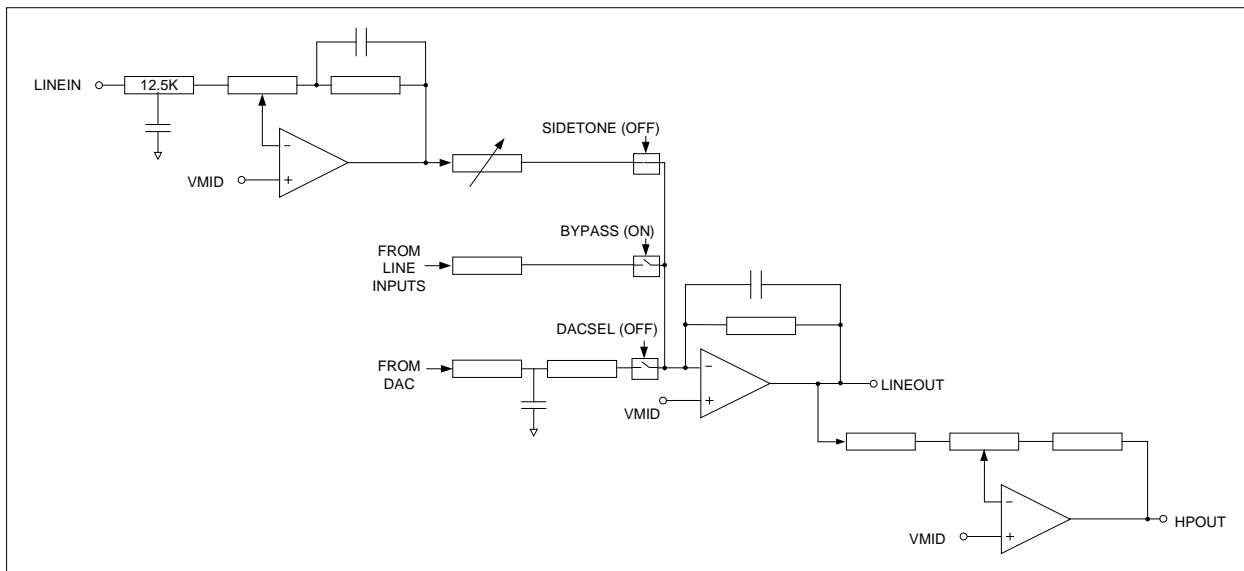 LINEIN
12.5K
VMID
−
+
SIDETONE (OFF)
BYPASS (ON)
FROM
LINE
INPUTS
DACSEL (OFF)
FROM
DAC
VMID
−
+
LINEOUT
VMID
−
+
HPOUT